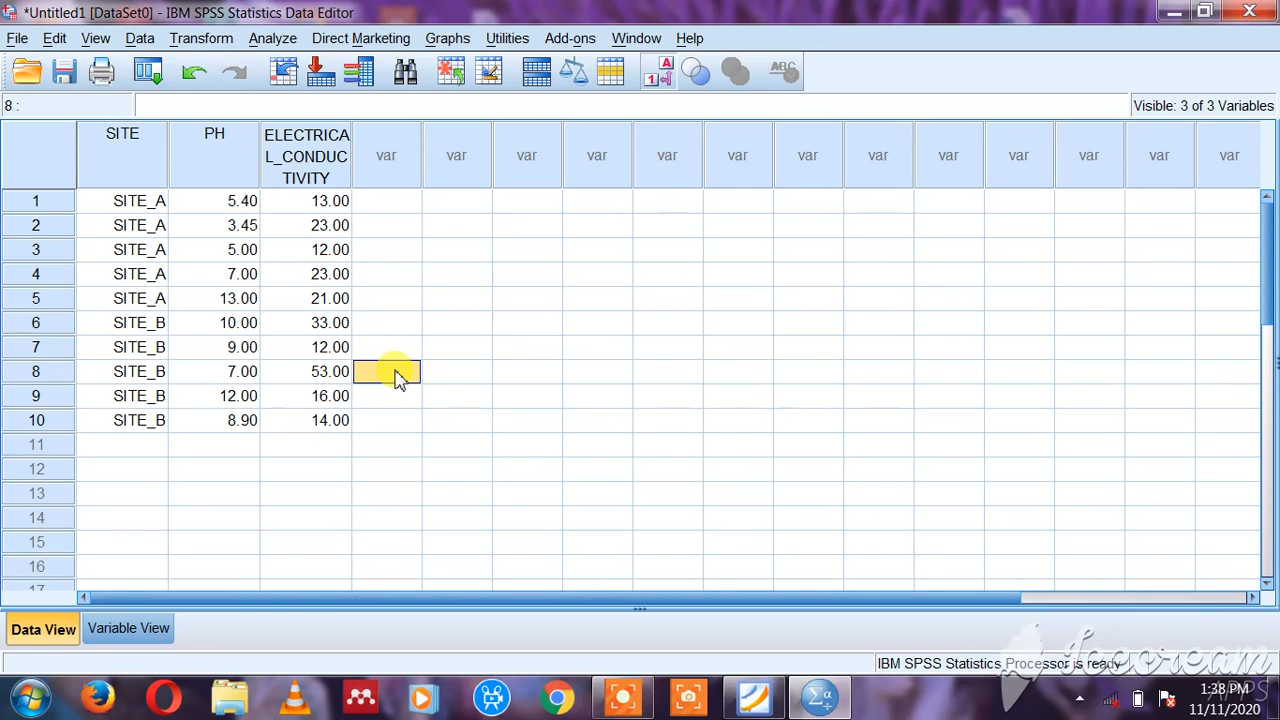 *Untitled1 [DataSet0] - IBM SPSS Statistics Data Editor
File Edit View Data Transform Analyze Direct Marketing Graphs Utilities Add-ons Window Help
8 :
Visible: 3 of 3 Variables
SITE PH ELECTRICA
L_CONDUC
TIVITY
var var var var var var var var var var var var var
1 SITE_A 5.40 13.00
2 SITE_A 3.45 23.00
3 SITE_A 5.00 12.00
4 SITE_A 7.00 23.00
5 SITE_A 13.00 21.00
6 SITE_B 10.00 33.00
7 SITE_B 9.00 12.00
8 SITE_B 7.00 53.00
9 SITE_B 12.00 16.00
10 SITE_B 8.90 14.00
11
12
13
14
15
16
17
Data View Variable View
IBM SPSS Statistics Processor is ready
Icecream
APPS
1:38 PM
11/11/2020